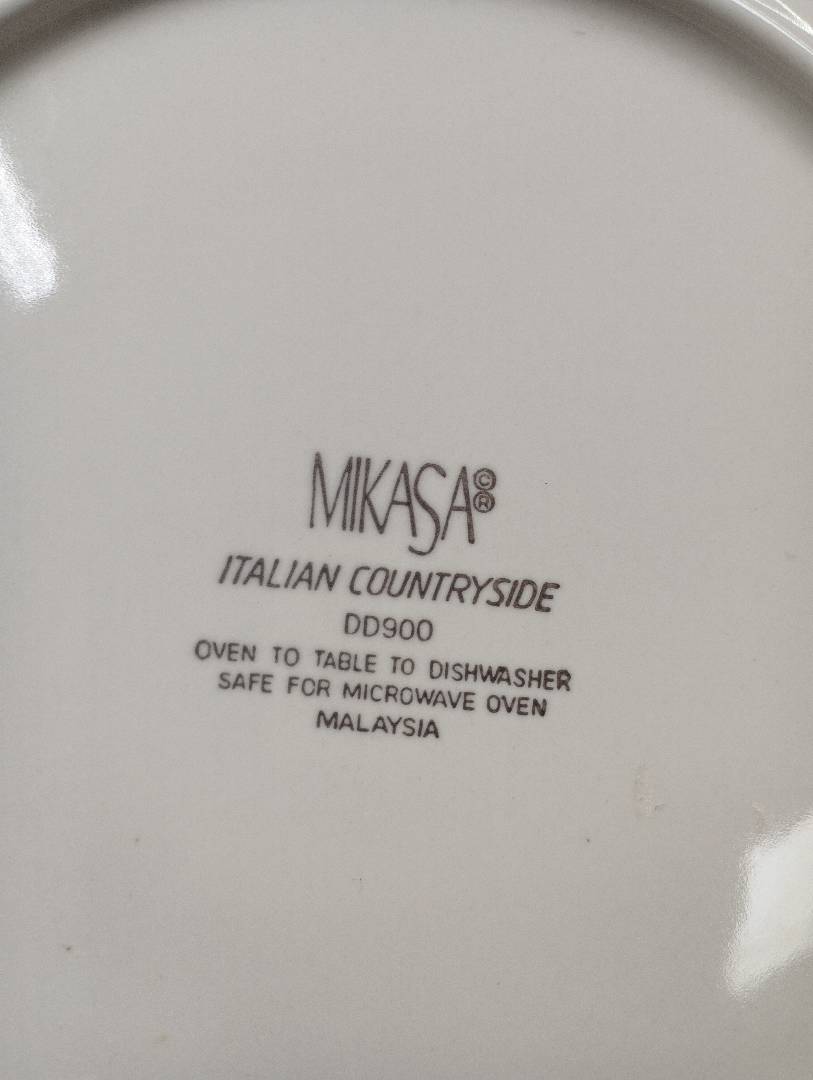 MIKASA©®
ITALIAN COUNTRYSIDE
DD900
OVEN TO TABLE TO DISHWASHER
SAFE FOR MICROWAVE OVEN
MALAYSIA